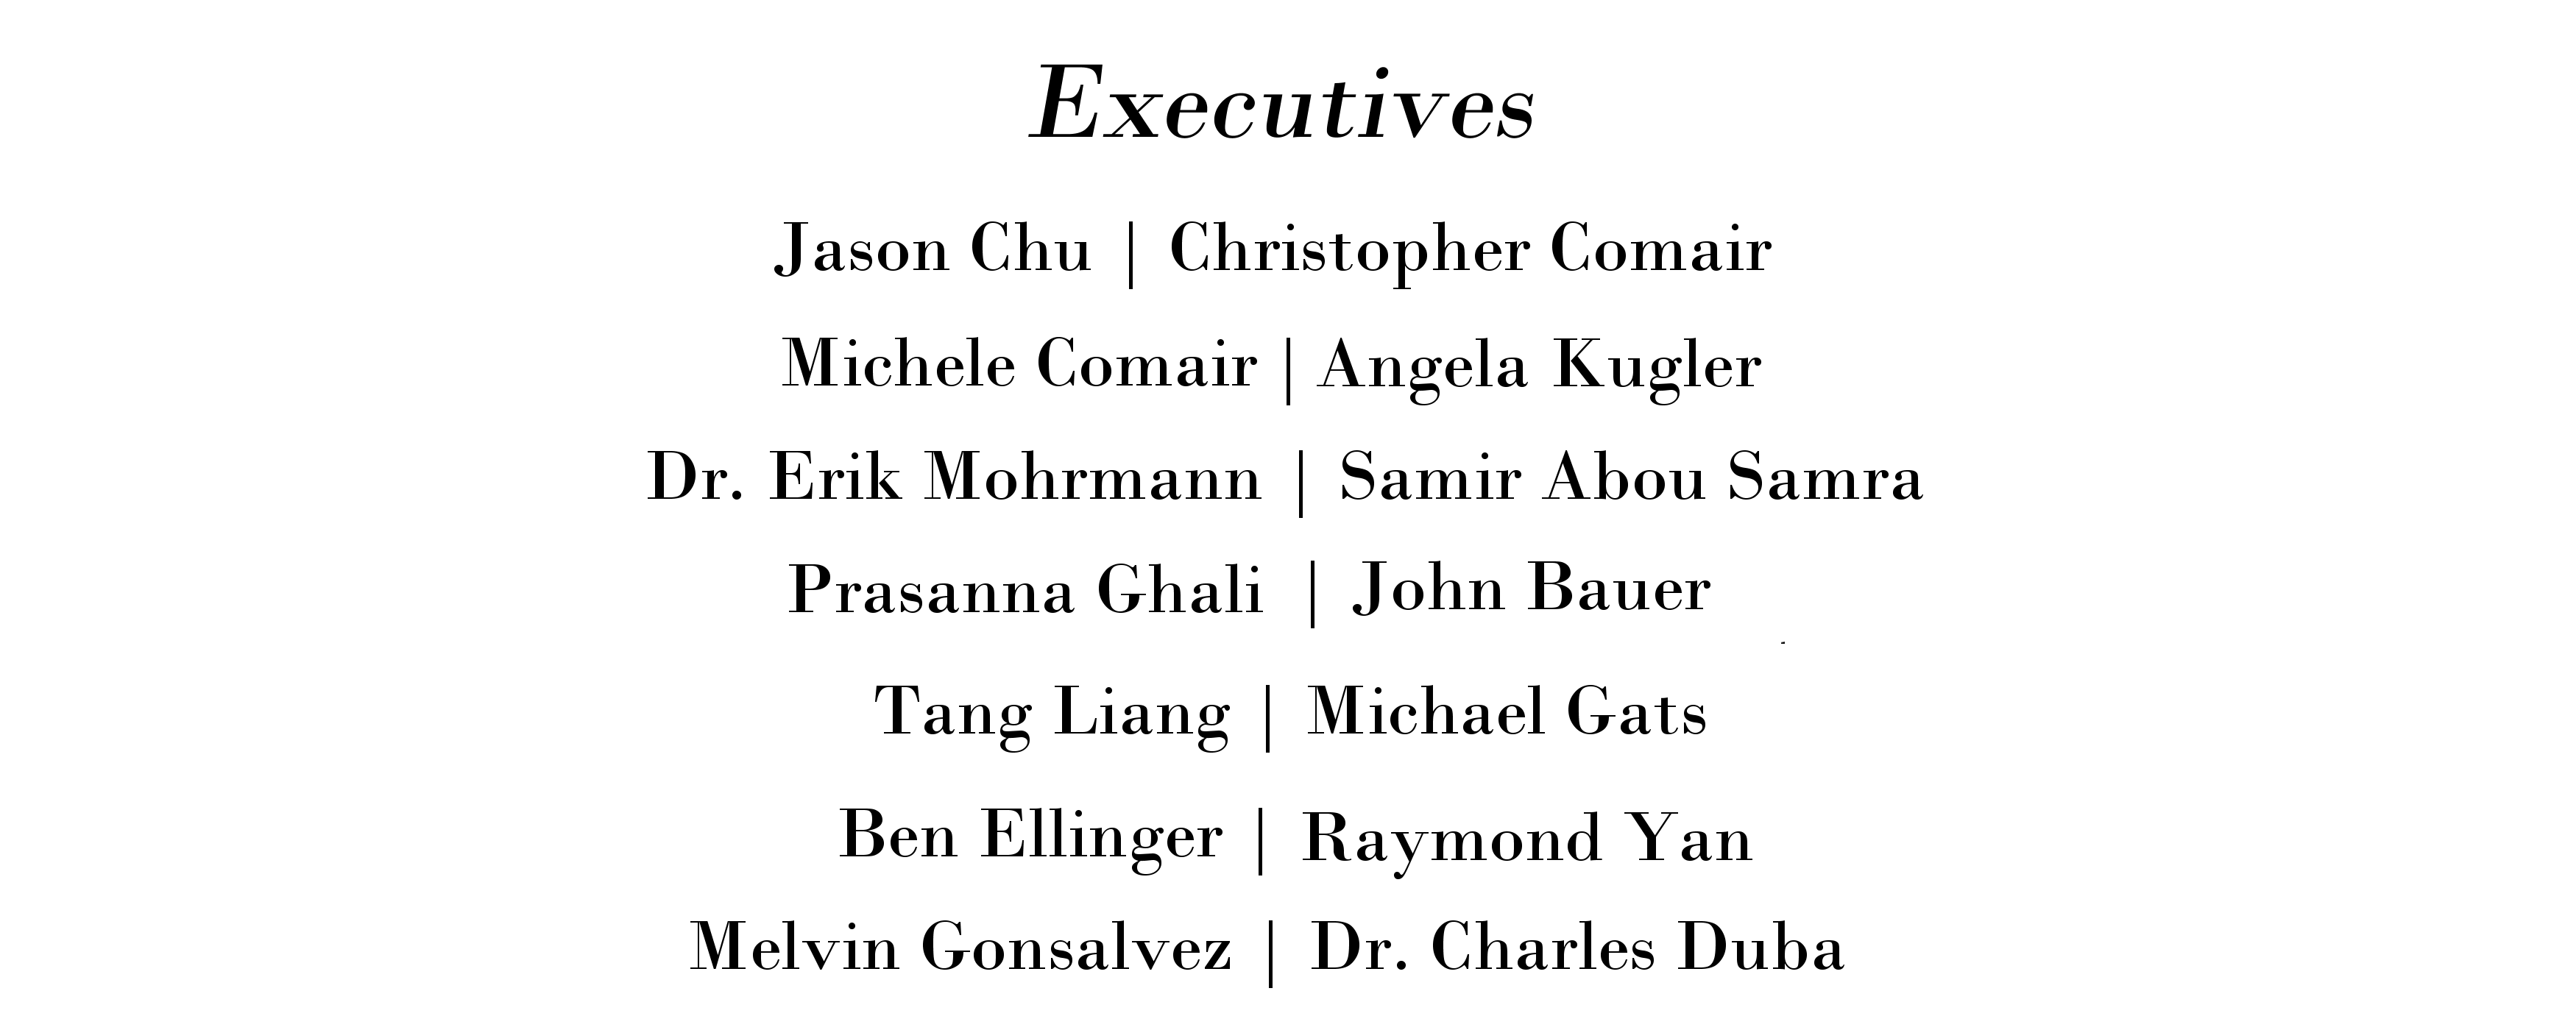 Executives
Jason Chu | Christopher Comair
Michele Comair | Angela Kugler
Dr. Erik Mohrmann | Samir Abou Samra
Prasanna Ghali | John Bauer
Tang Liang | Michael Gats
Ben Ellinger | Raymond Yan
Melvin Gonsalvez | Dr. Charles Duba